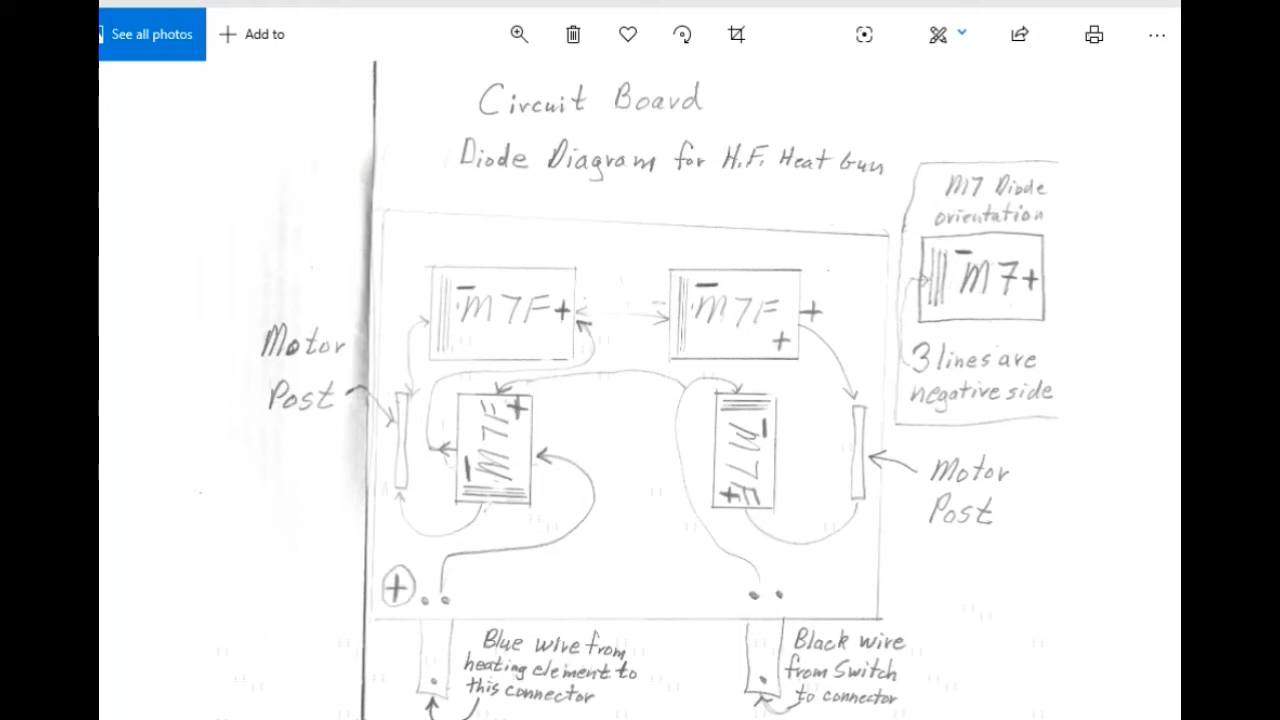 See all photos
Add to
Circuit Board
Diode Diagram for H.F. Heat Gun
M7 Diode
orientation
M7+
3 lines are
negative side
M7F+
M7F
+
+
Motor
Post
M7F
+
M7F
+
Motor
Post
+
Blue wire from
heating element to
this connector
Black wire
from Switch
to connector